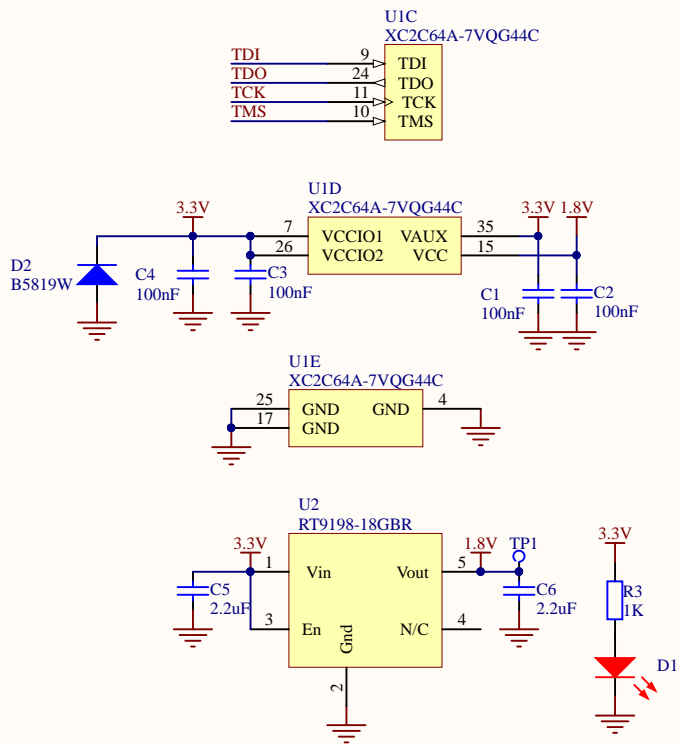 U1C
XC2C64A-7VQG44C
TDI 9 TDI
TDO 24 TDO
TCK 11 TCK
TMS 10 TMS
U1D
XC2C64A-7VQG44C
3.3V
3.3V 1.8V
7 VCCIO1 VAUX 35
26 VCCIO2 VCC 15
D2
B5819W
C4
100nF
C3
100nF
C1
100nF
C2
100nF
U1E
XC2C64A-7VQG44C
25 GND GND 4
17 GND
U2
RT9198-18GBR
3.3V
1.8V
TP1
3.3V
1 Vin Vout 5
C5
2.2uF
C6
2.2uF
R3
1K
3 En N/C 4
Gnd
2
D1